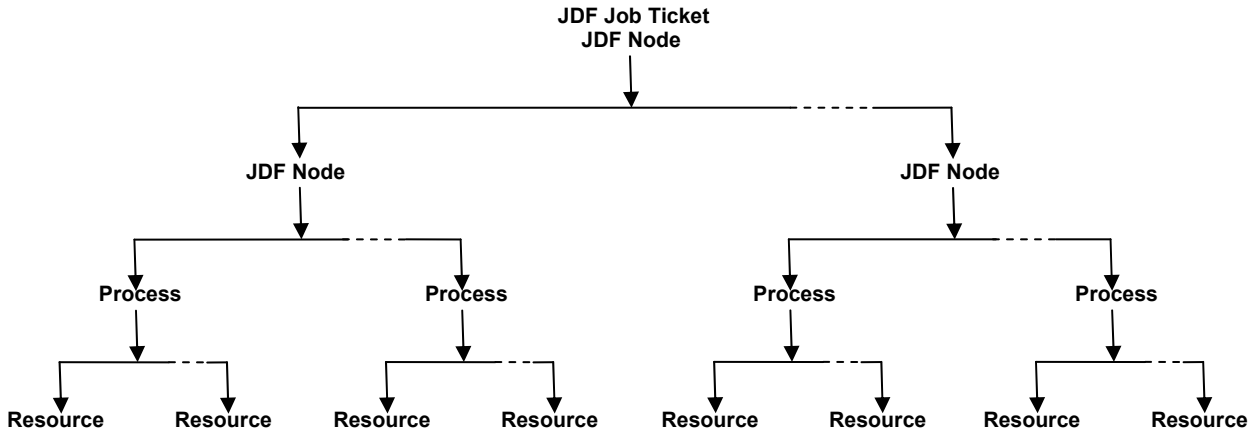 JDF Job Ticket
JDF Node
JDF Node JDF Node
Process Process Process Process
Resource Resource Resource Resource Resource Resource Resource Resource